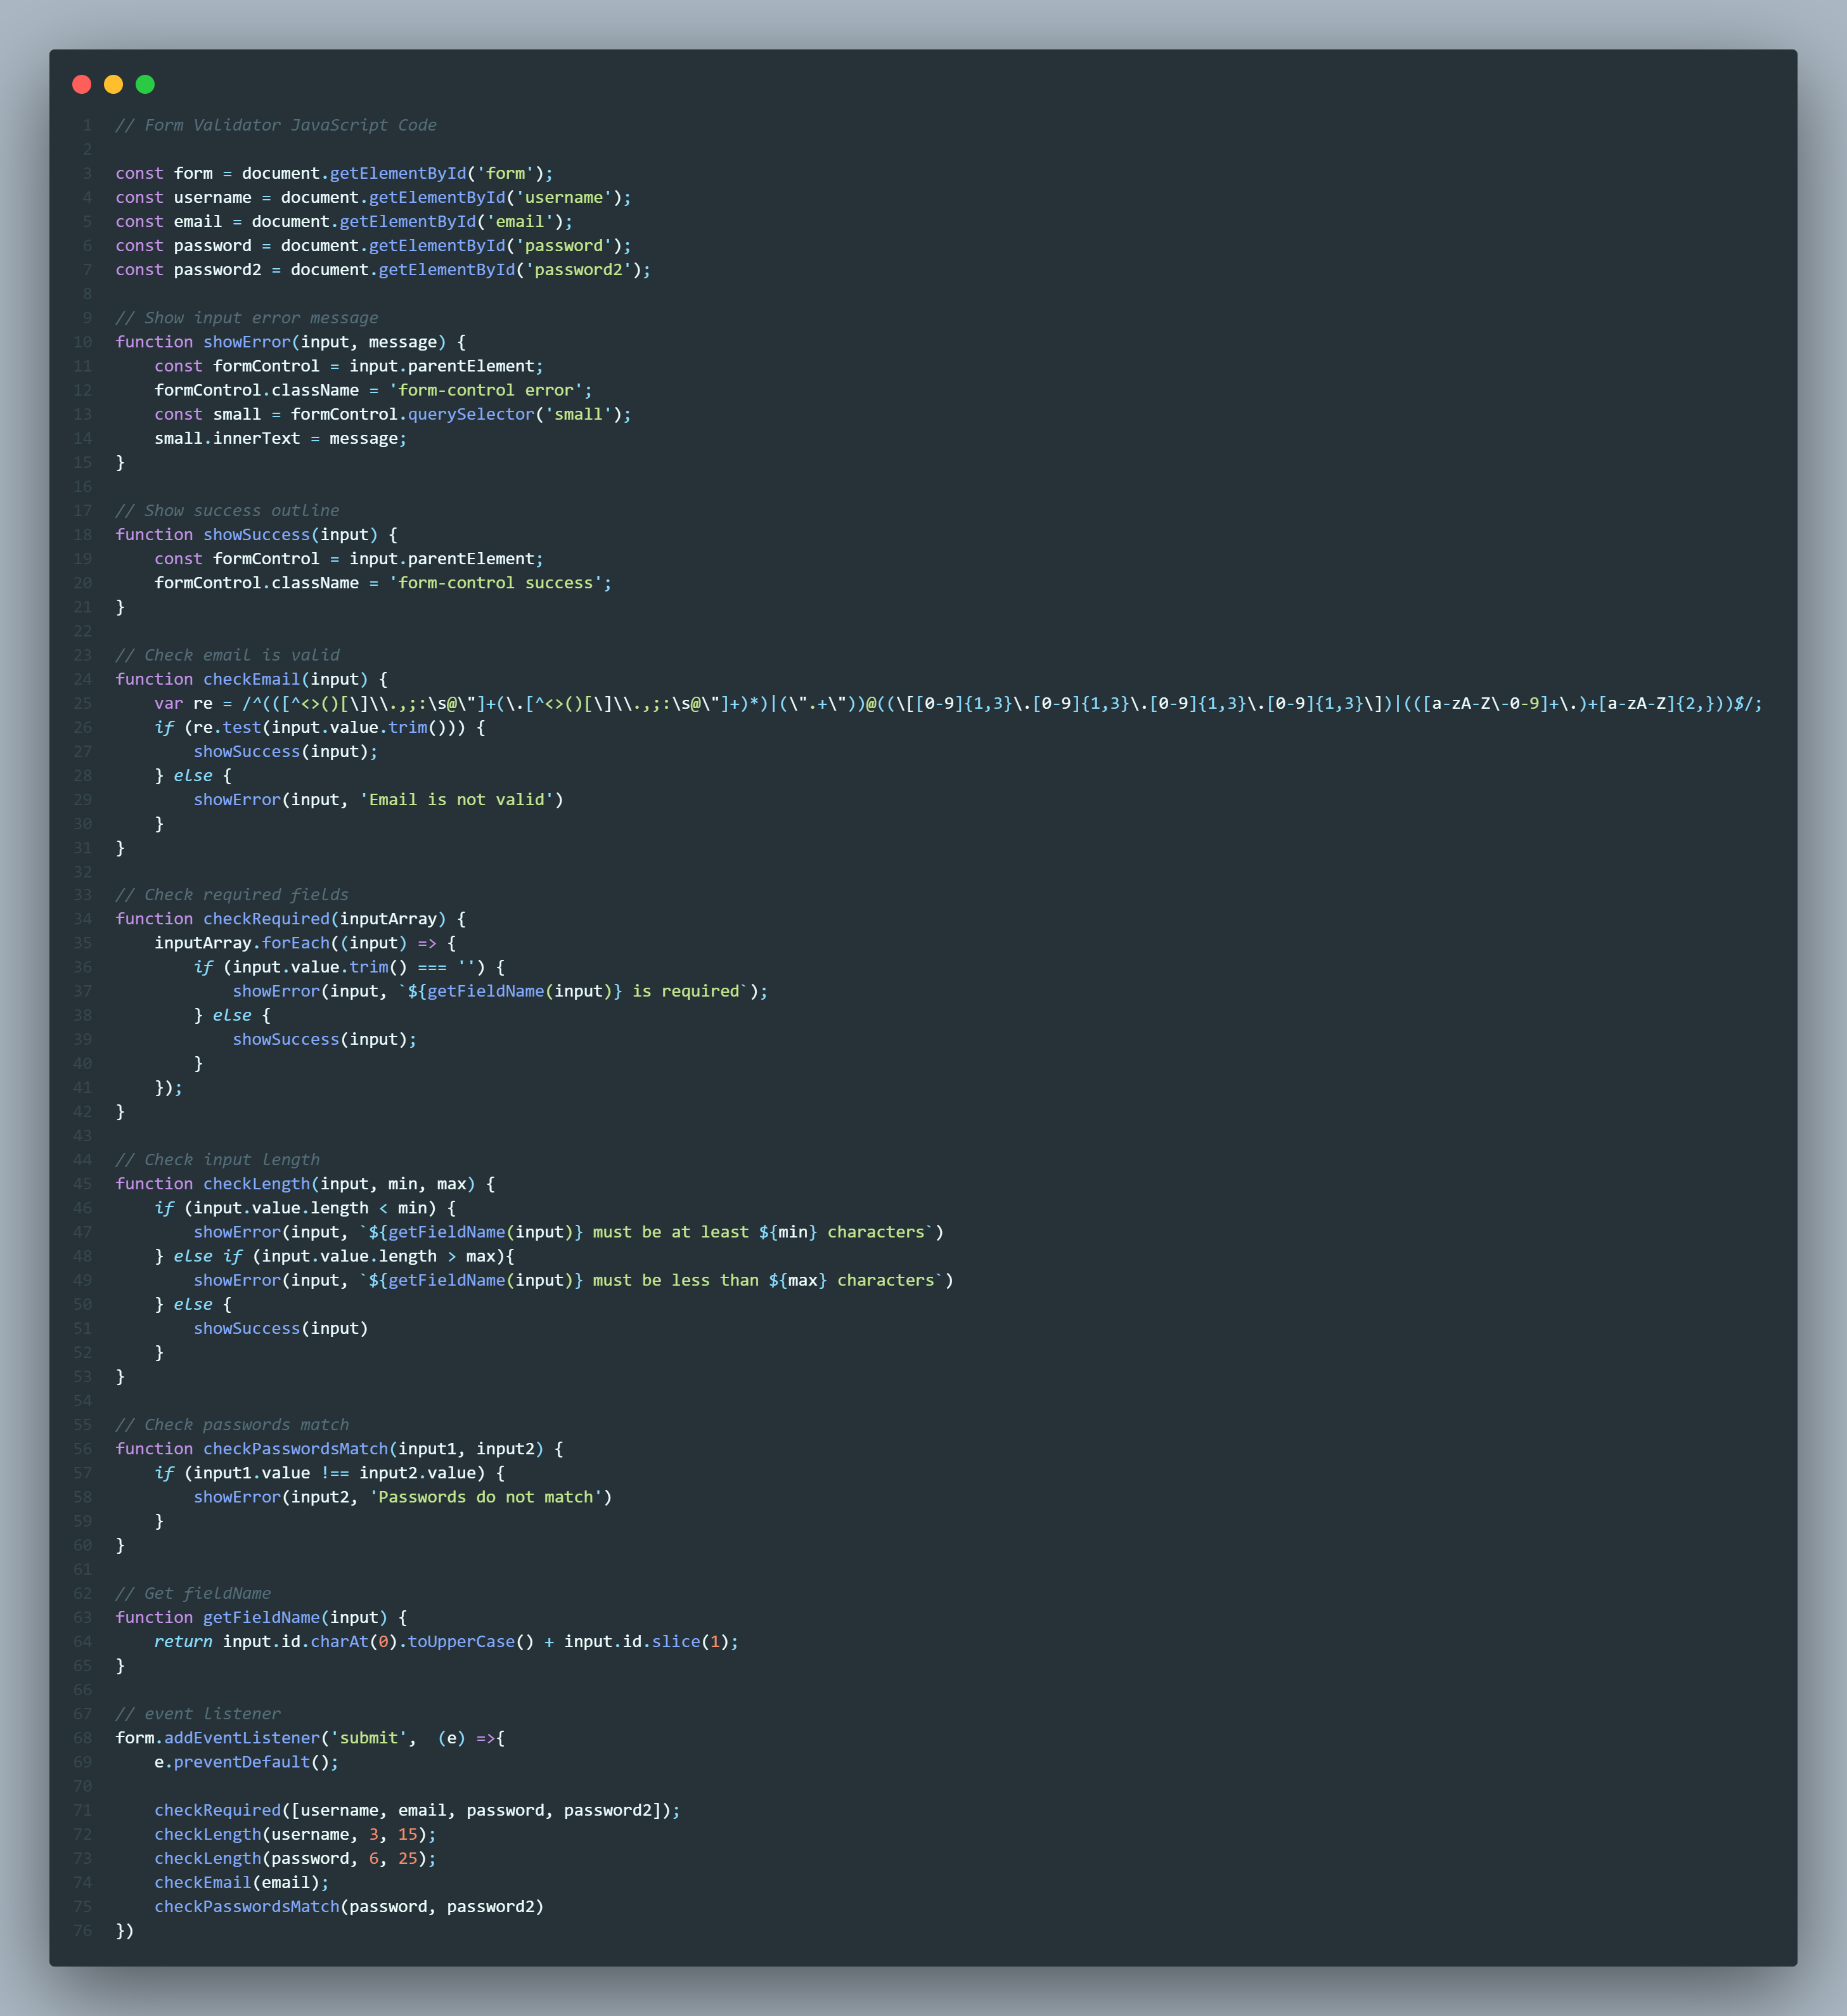 1 // Form Validator JavaScript Code
2
3 const form = document.getElementById('form');
4 const username = document.getElementById('username');
5 const email = document.getElementById('email');
6 const password = document.getElementById('password');
7 const password2 = document.getElementById('password2');
8
9 // Show input error message
10 function showError(input, message) {
11     const formControl = input.parentElement;
12     formControl.className = 'form-control error';
13     const small = formControl.querySelector('small');
14     small.innerText = message;
15 }
16
17 // Show success outline
18 function showSuccess(input) {
19     const formControl = input.parentElement;
20     formControl.className = 'form-control success';
21 }
22
23 // Check email is valid
24 function checkEmail(input) {
25     var re = /^(([^<>()[\]\\.,;:\s@\"]+(\.[^<>()[\]\\.,;:\s@\"]+)*)|(\".+\"))@((\[[0-9]{1,3}\.[0-9]{1,3}\.[0-9]{1,3}\.[0-9]{1,3}\])|(([a-zA-Z\-0-9]+\.)+[a-zA-Z]{2,}))$/;
26     if (re.test(input.value.trim())) {
27         showSuccess(input);
28     } else {
29         showError(input, 'Email is not valid')
30     }
31 }
32
33 // Check required fields
34 function checkRequired(inputArray) {
35     inputArray.forEach((input) => {
36         if (input.value.trim() === '') {
37             showError(input, `${getFieldName(input)} is required`);
38         } else {
39             showSuccess(input);
40         }
41     });
42 }
43
44 // Check input length
45 function checkLength(input, min, max) {
46     if (input.value.length < min) {
47         showError(input, `${getFieldName(input)} must be at least ${min} characters`)
48     } else if (input.value.length > max){
49         showError(input, `${getFieldName(input)} must be less than ${max} characters`)
50     } else {
51         showSuccess(input)
52     }
53 }
54
55 // Check passwords match
56 function checkPasswordsMatch(input1, input2) {
57     if (input1.value !== input2.value) {
58         showError(input2, 'Passwords do not match')
59     }
60 }
61
62 // Get fieldName
63 function getFieldName(input) {
64     return input.id.charAt(0).toUpperCase() + input.id.slice(1);
65 }
66
67 // event listener
68 form.addEventListener('submit',  (e) =>{
69     e.preventDefault();
70
71     checkRequired([username, email, password, password2]);
72     checkLength(username, 3, 15);
73     checkLength(password, 6, 25);
74     checkEmail(email);
75     checkPasswordsMatch(password, password2)
76 })